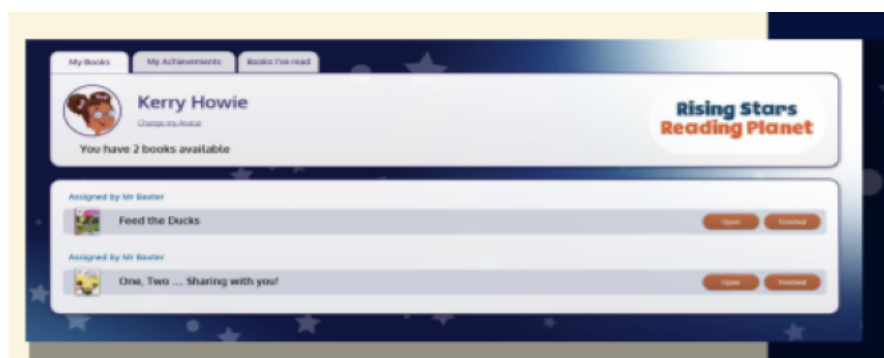 My Books
My Achievements
Books I've read
Kerry Howie
Change my Avatar
You have 2 books available
Rising Stars
Reading Planet
Assigned by Mr Baxter
Feed the Ducks
Open
Finished
Assigned by Mr Baxter
One, Two .... Sharing with you!
Open
Finished